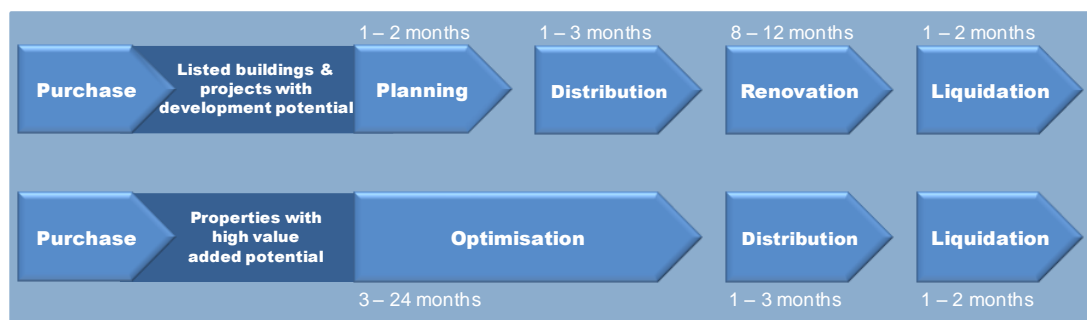 1 – 2 months
1 – 3 months
8 – 12 months
1 – 2 months
Purchase
Listed buildings &
projects with
development potential
Planning
Distribution
Renovation
Liquidation
Purchase
Properties with
high value
added potential
Optimisation
Distribution
Liquidation
3 – 24 months
1 – 3 months
1 – 2 months